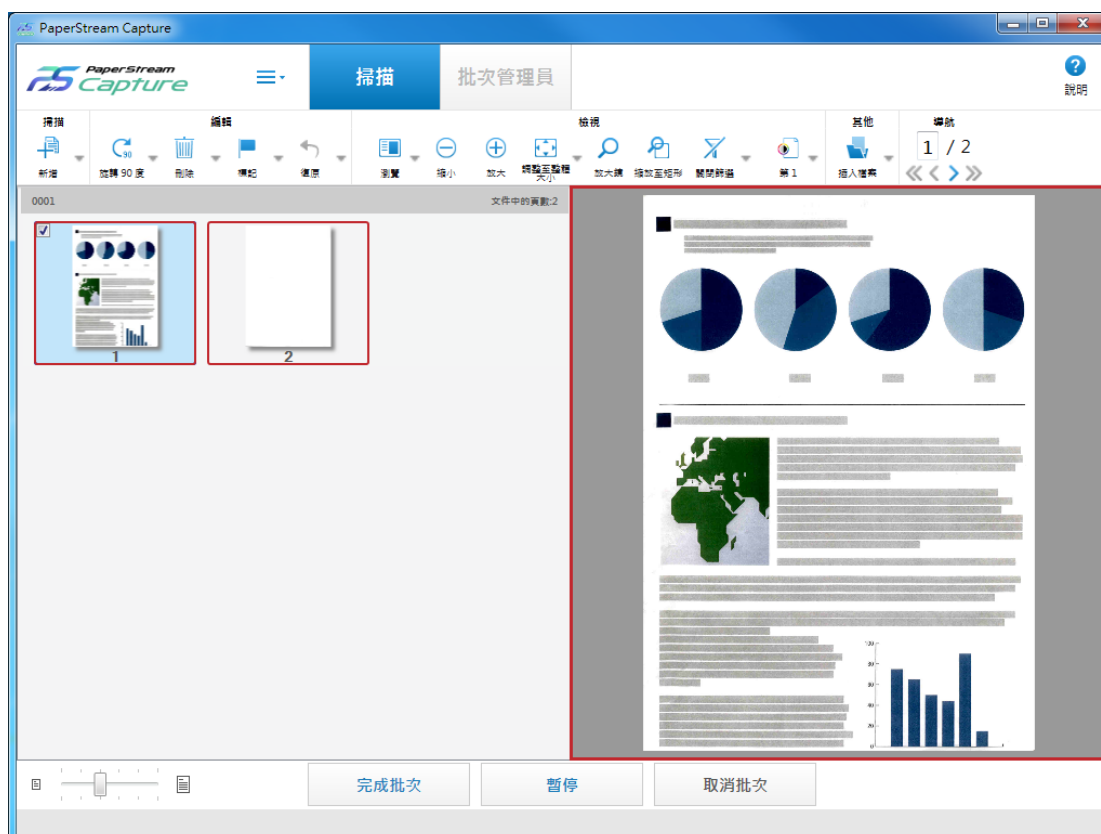 PaperStream Capture
PaperStream
Capture
掃描
批次管理員
說明
掃描
編輯
檢視
其他
導航
1 / 2
新增
旋轉 90 度
刪除
標記
復原
瀏覽
縮小
放大
調整至整體大小
放大鏡
縮放至矩形
關閉篩選
第 1
插入檔案
0001
文件中的頁數:2
1
2
完成批次
暫停
取消批次